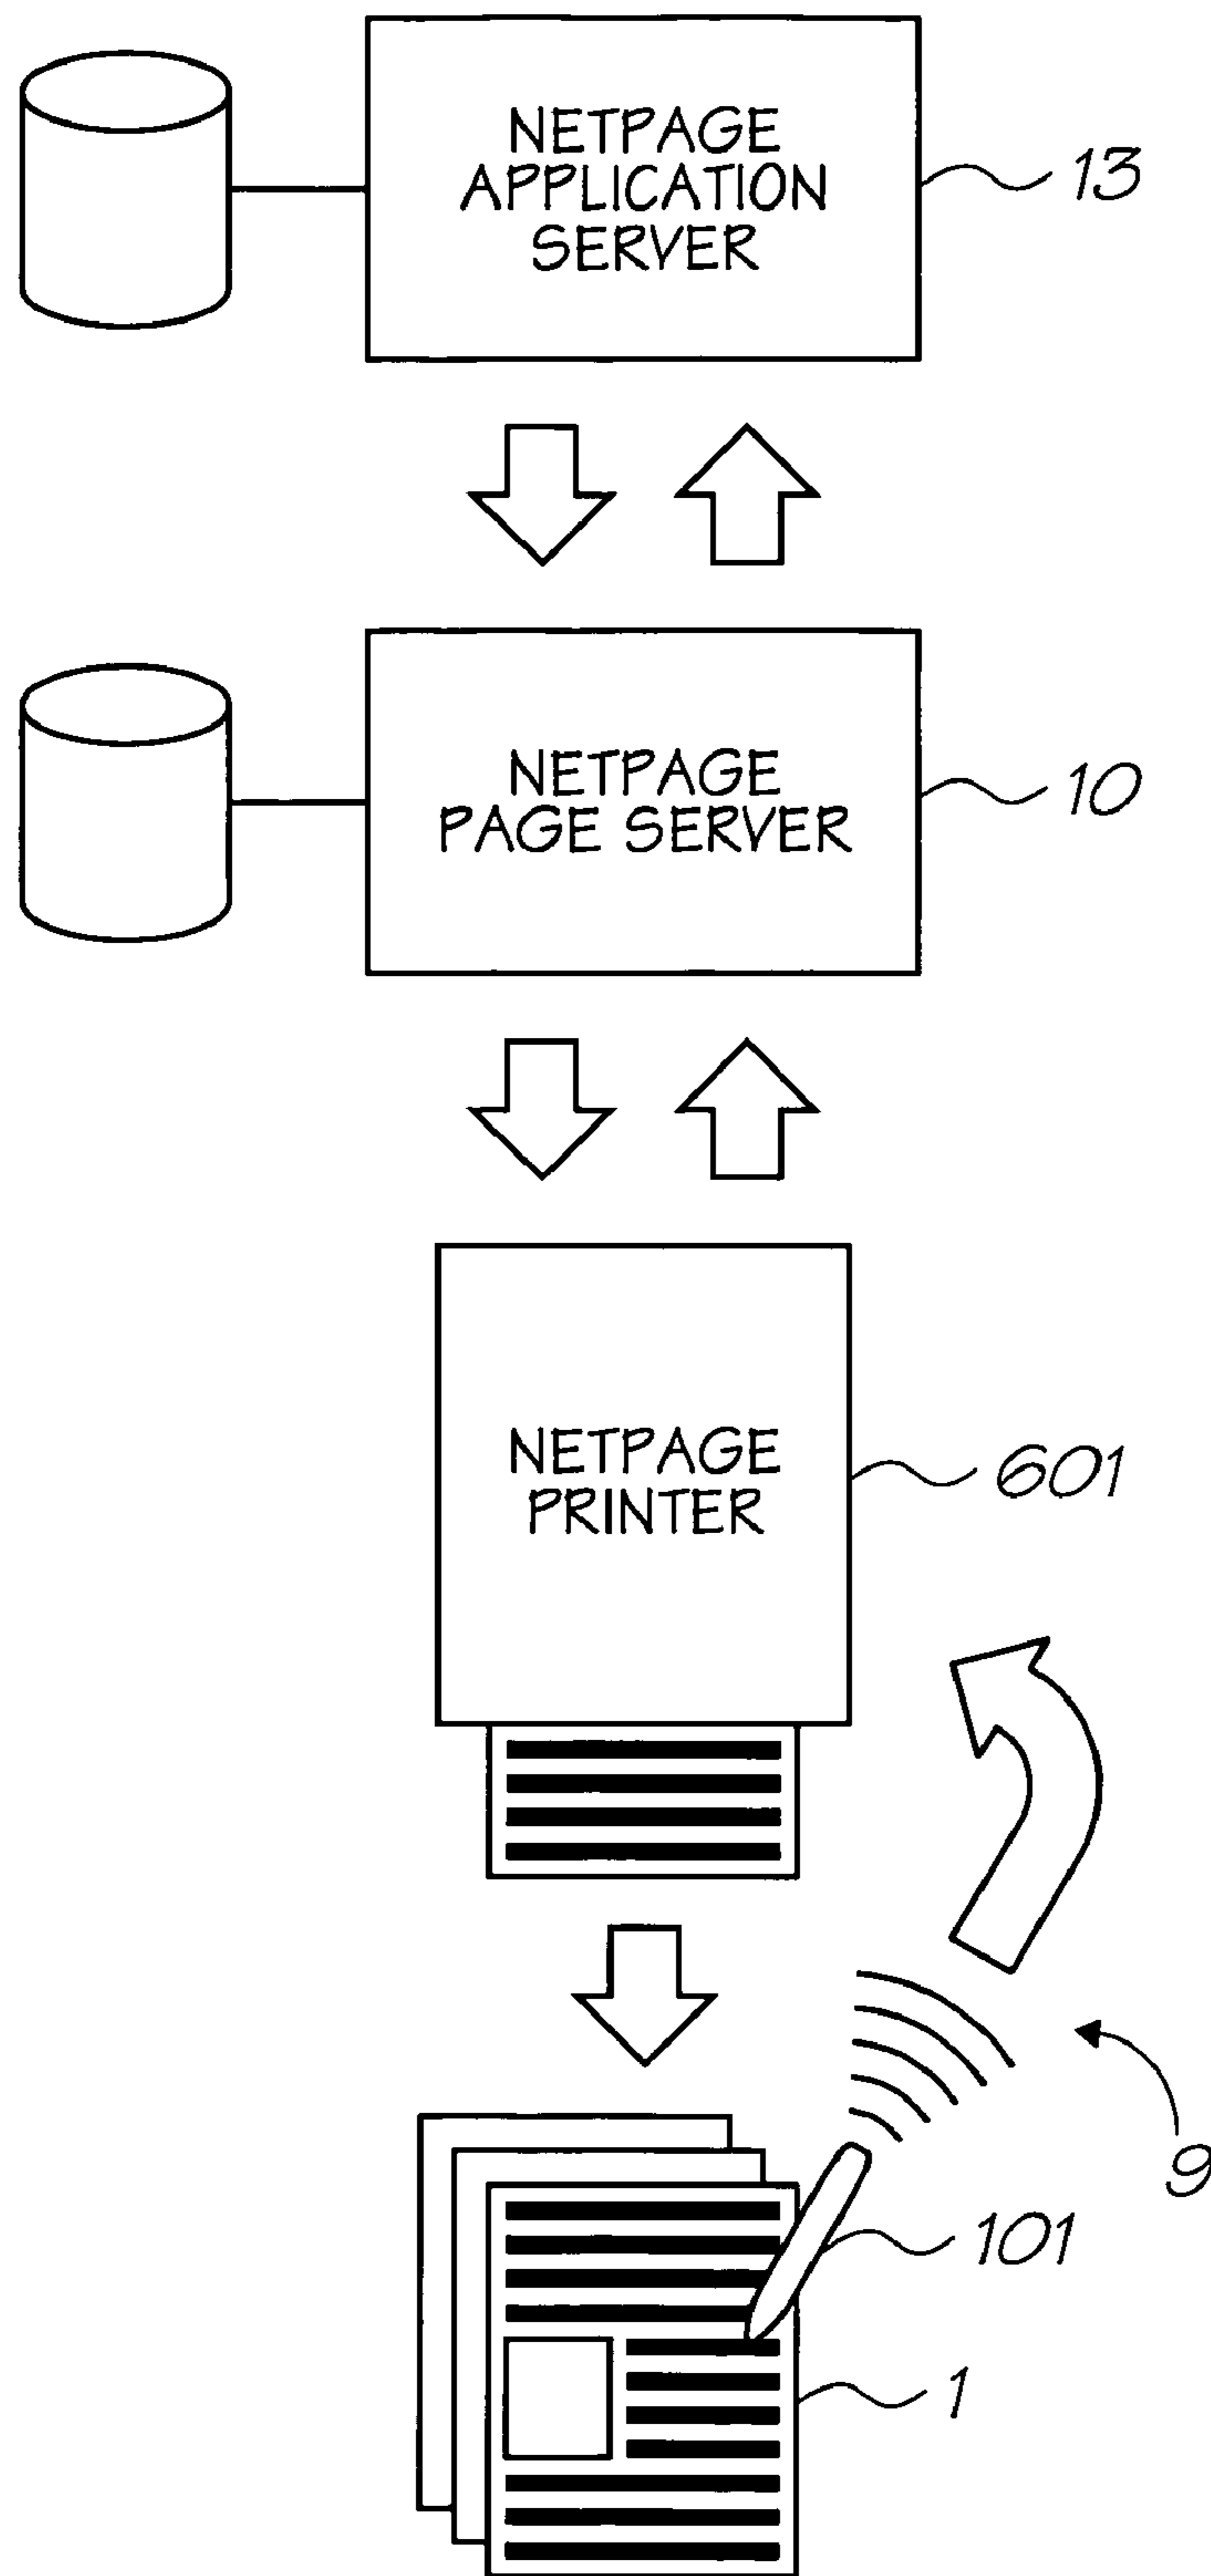 NETPAGE
APPLICATION
SERVER
13
NETPAGE
PAGE SERVER
10
NETPAGE
PRINTER
601
9
101
1